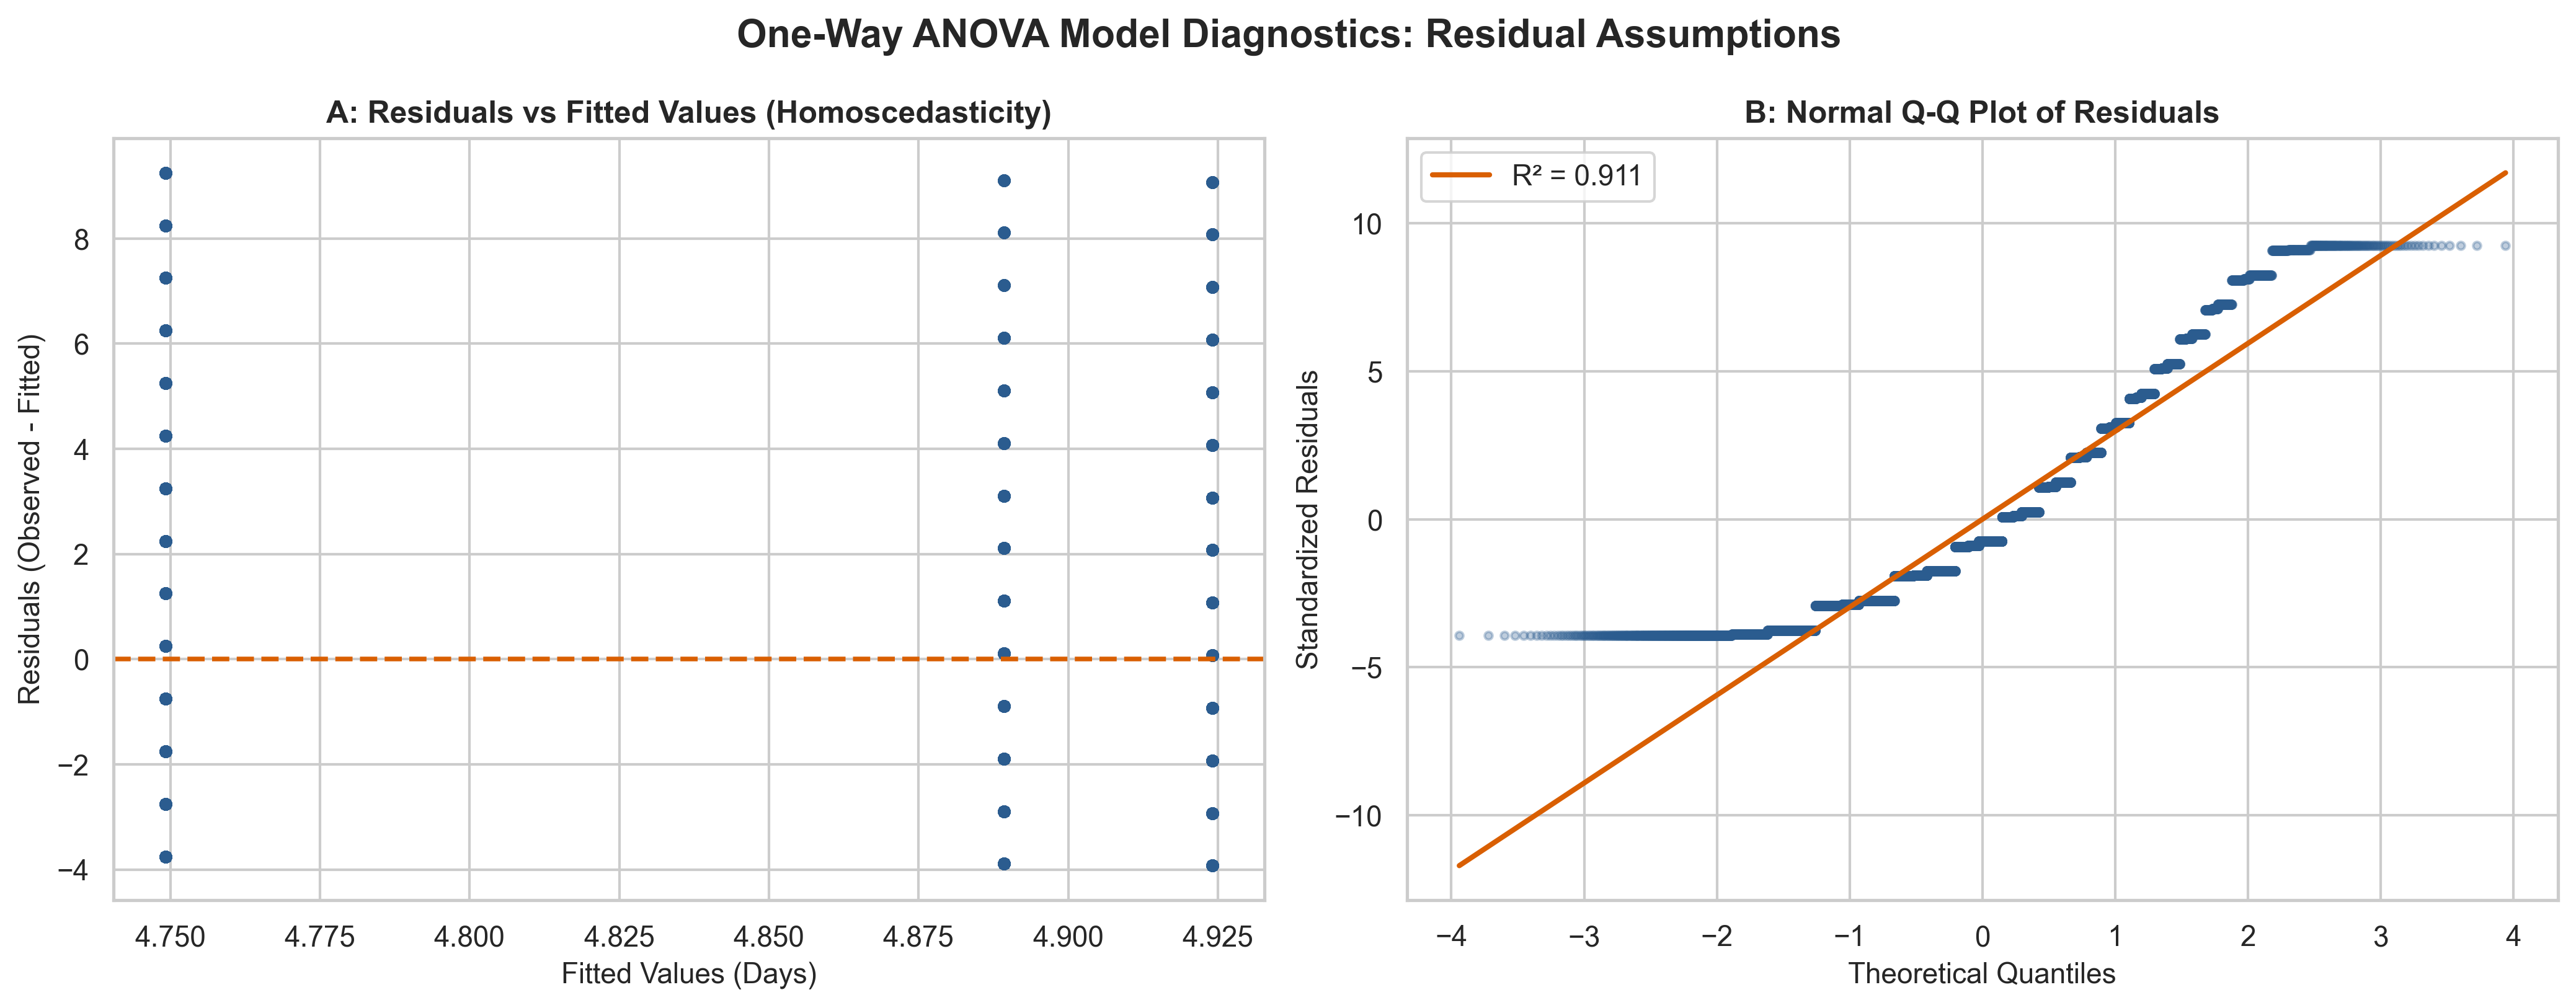 One-Way ANOVA Model Diagnostics: Residual Assumptions
A: Residuals vs Fitted Values (Homoscedasticity)
Residuals (Observed - Fitted)
8
6
4
2
0
−2
−4
4.750 4.775 4.800 4.825 4.850 4.875 4.900 4.925
Fitted Values (Days)
B: Normal Q-Q Plot of Residuals
R² = 0.911
Standardized Residuals
10
5
0
−5
−10
−4 −3 −2 −1 0 1 2 3 4
Theoretical Quantiles